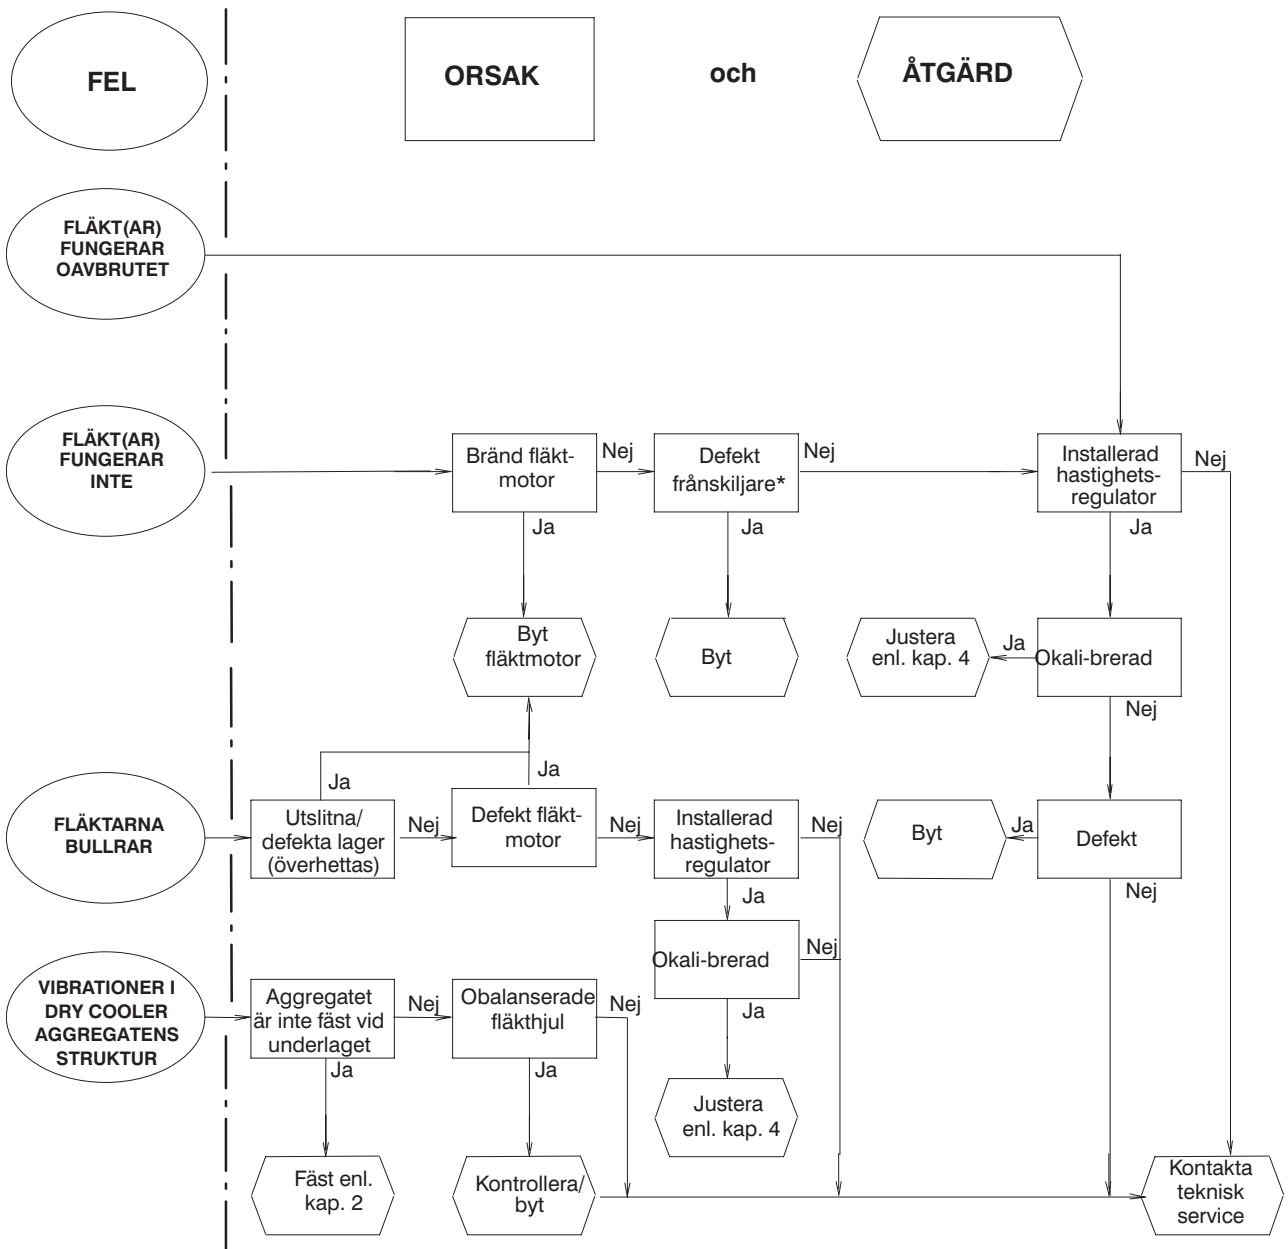 FEL
ORSAK
och
ÅTGÄRD
FLÄKT(AR)
FUNGERAR
OAVBRUTET
FLÄKT(AR)
FUNGERAR
INTE
Bränd fläkt-
motor
Nej
Defekt
frånskiljare*
Nej
Installerad
hastighets-
regulator
Nej
Ja
Ja
Ja
Byt
fläktmotor
Byt
Justera
enl. kap. 4
Ja
Okali-brerad
Nej
Ja
Ja
FLÄKTARNA
BULLRAR
Utslitna/
defekta lager
(överhettas)
Nej
Defekt fläkt-
motor
Nej
Installerad
hastighets-
regulator
Nej
Byt
Ja
Defekt
Ja
Nej
Okali-brerad
Nej
VIBRATIONER I
DRY COOLER
AGGREGATENS
STRUKTUR
Aggregatet
är inte fäst vid
underlaget
Nej
Obalanserade
fläkthjul
Nej
Ja
Ja
Ja
Justera
enl. kap. 4
Fäst enl.
kap. 2
Kontrollera/
byt
Kontakta
teknisk
service